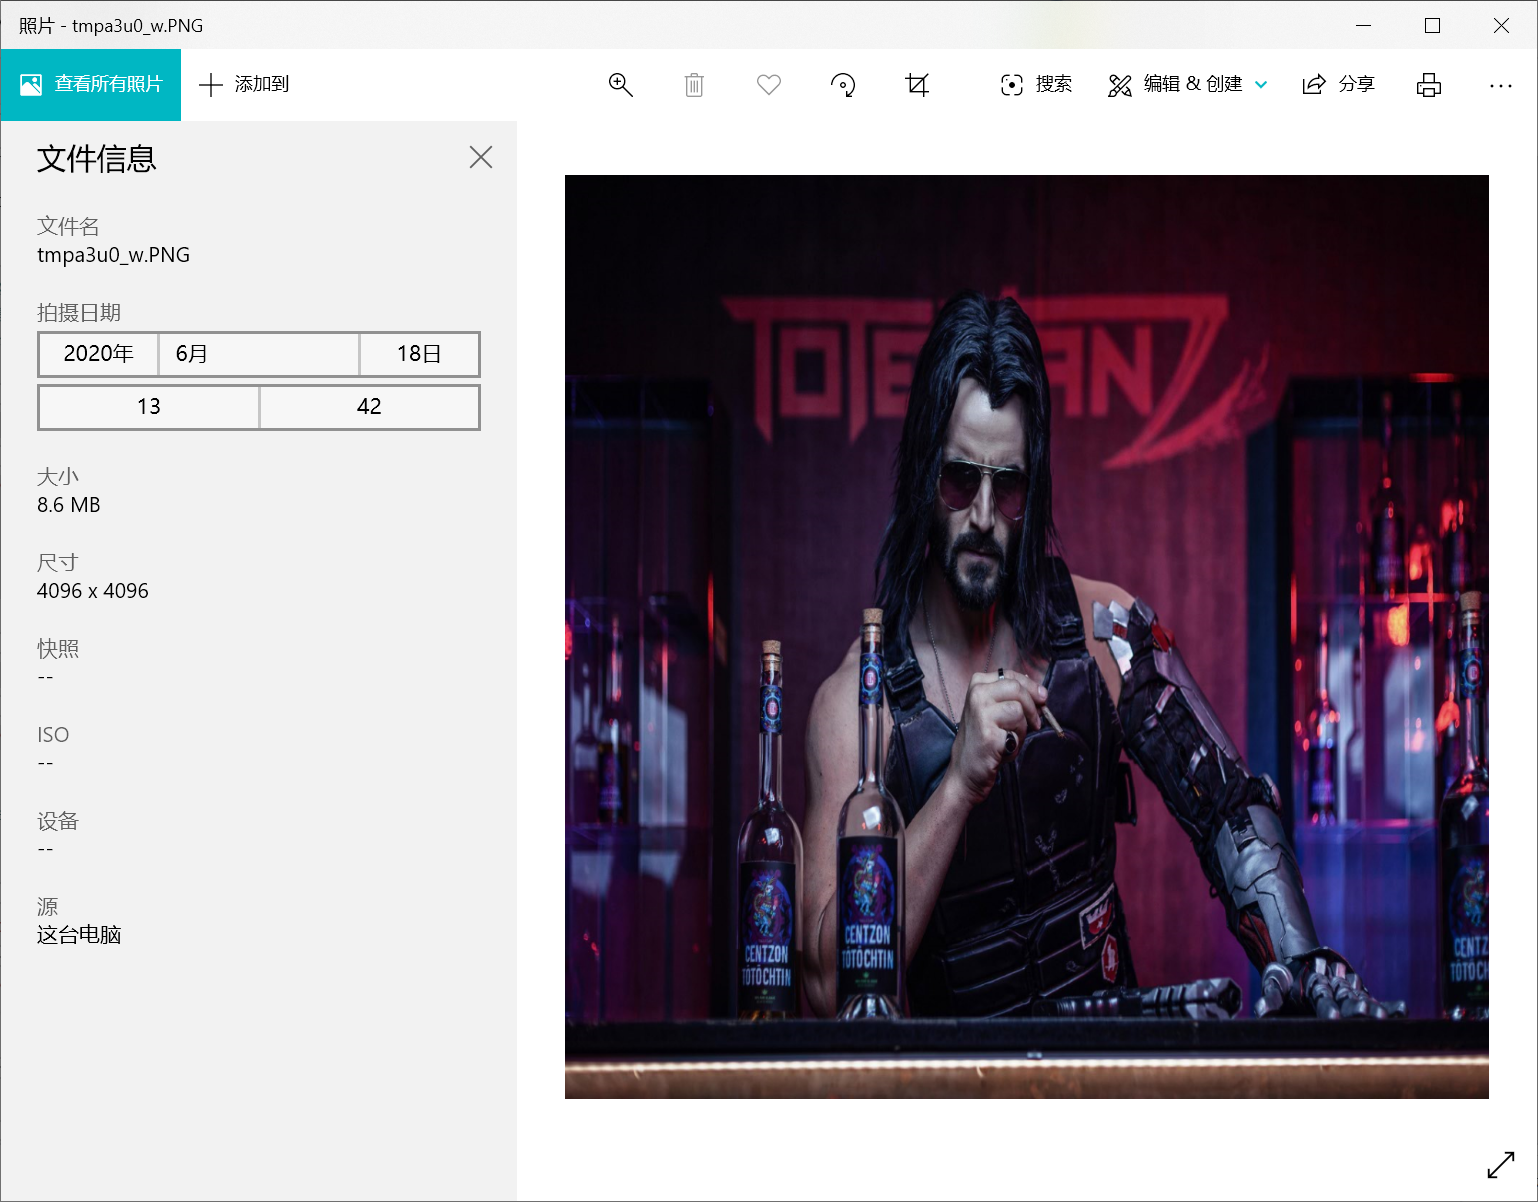 照片 - tmpa3u0_w.PNG
查看所有照片
添加到
搜索
编辑 & 创建
分享
文件信息
文件名
tmpa3u0_w.PNG
拍摄日期
2020年 6月 18日
13 42
大小
8.6 MB
尺寸
4096 x 4096
快照
--
ISO
--
设备
--
源
这台电脑
CENTZON
TOTOCHTIN
CENTZON
TOTOCHTIN